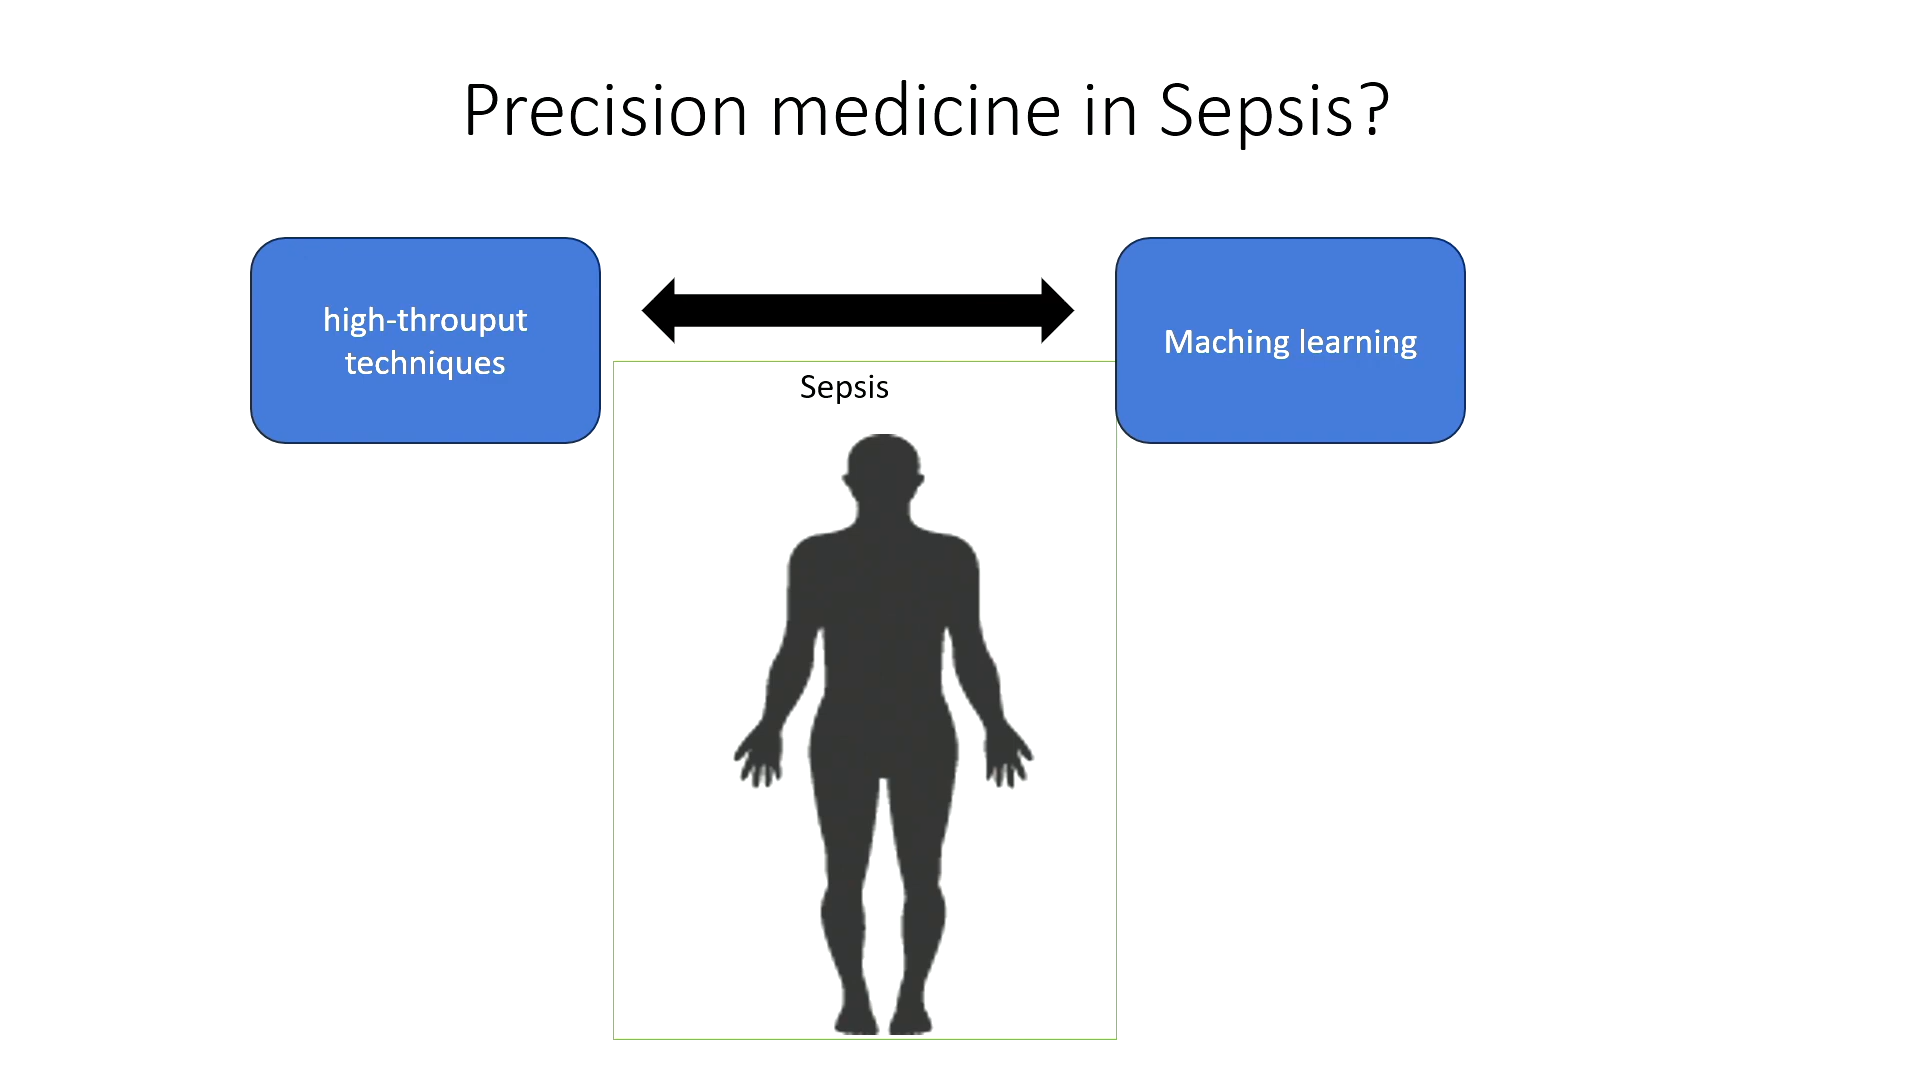 Precision medicine in Sepsis?
high-throuput
techniques
Maching learning
Sepsis